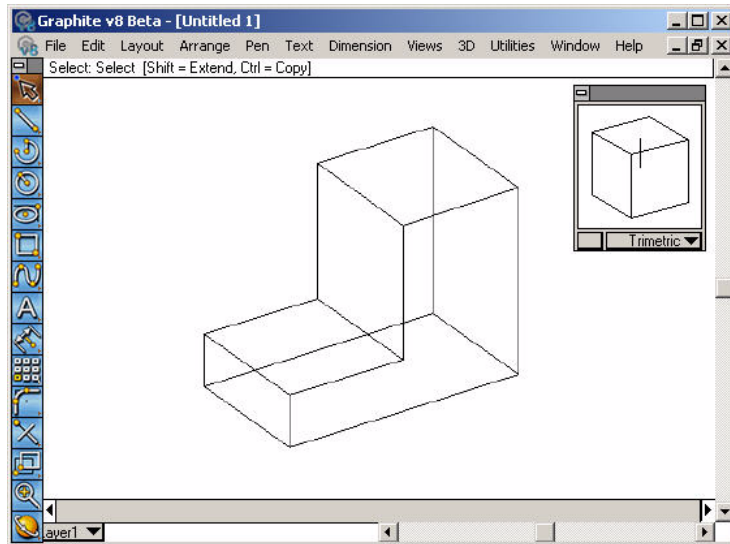 Graphite v8 Beta - [Untitled 1]
File Edit Layout Arrange Pen Text Dimension Views 3D Utilities Window Help
Select: Select [Shift = Extend, Ctrl = Copy]
A
Trimetric
ayer1